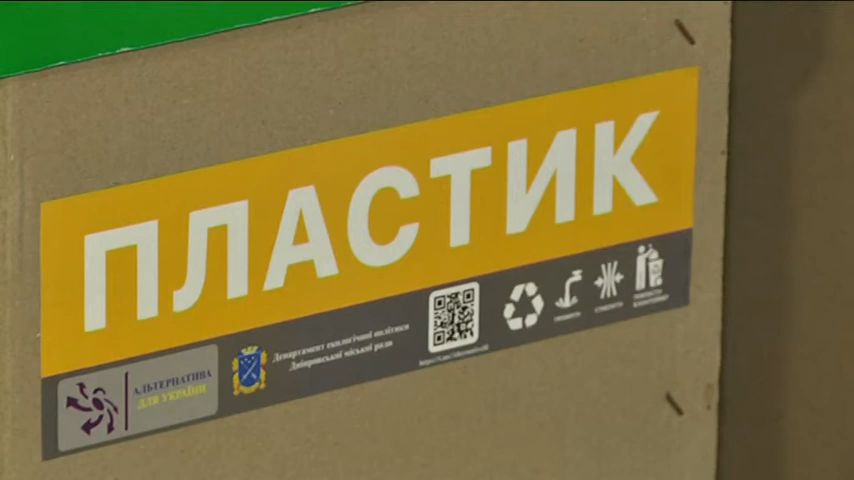 ПЛАСТИК
АЛЬТЕРНАТИВА
ДЛЯ УКРАЇНИ
Департамент екологічної політики
Дніпровської міської ради